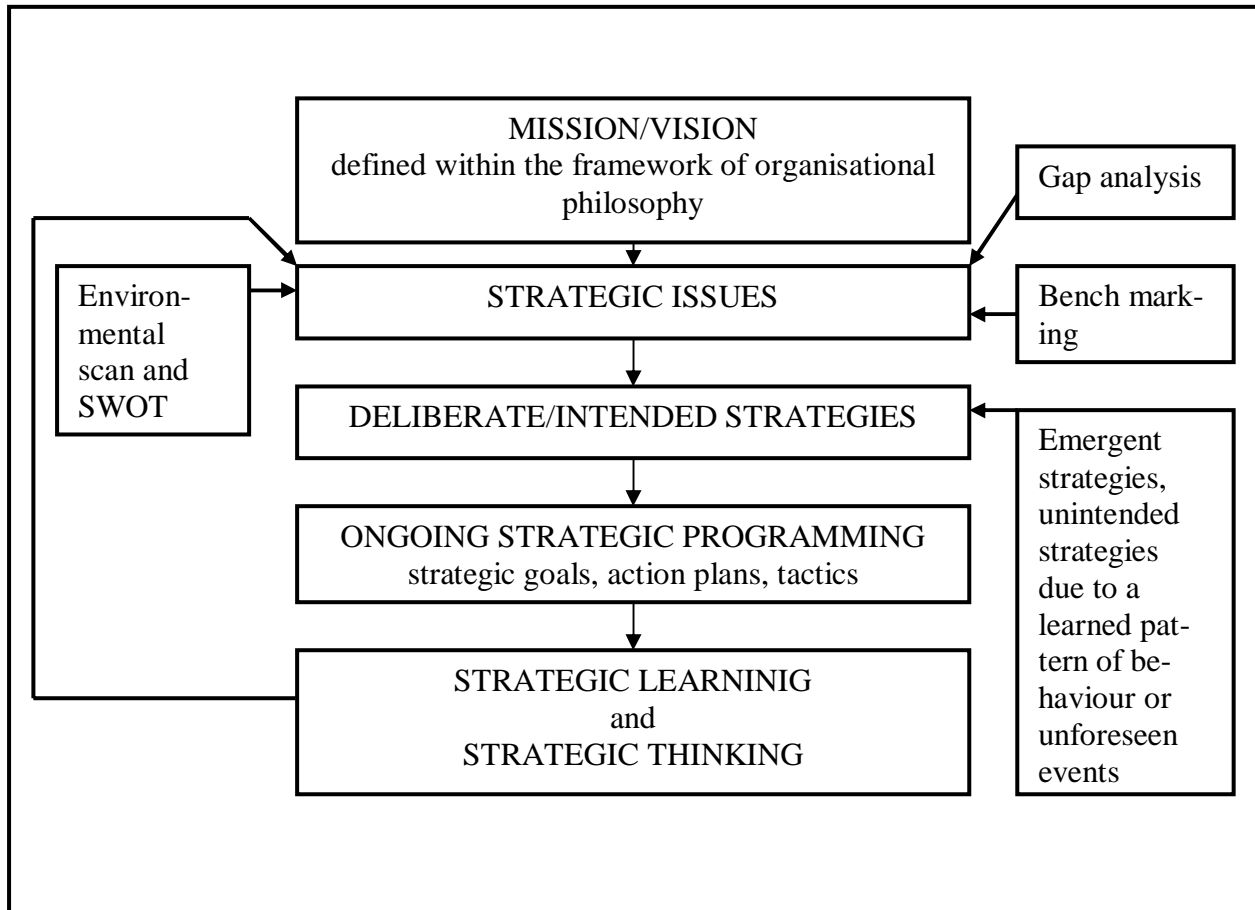 MISSION/VISION
defined within the framework of organisational
philosophy
Gap analysis
Environ-
mental
scan and
SWOT
STRATEGIC ISSUES
Bench mark-
ing
DELIBERATE/INTENDED STRATEGIES
Emergent
strategies,
unintended
strategies
due to a
learned pat-
tern of be-
haviour or
unforeseen
events
ONGOING STRATEGIC PROGRAMMING
strategic goals, action plans, tactics
STRATEGIC LEARNINIG
and
STRATEGIC THINKING